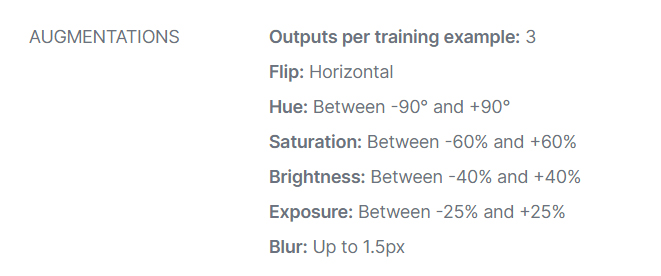 AUGMENTATIONS
Outputs per training example: 3
Flip: Horizontal
Hue: Between -90° and +90°
Saturation: Between -60% and +60%
Brightness: Between -40% and +40%
Exposure: Between -25% and +25%
Blur: Up to 1.5px